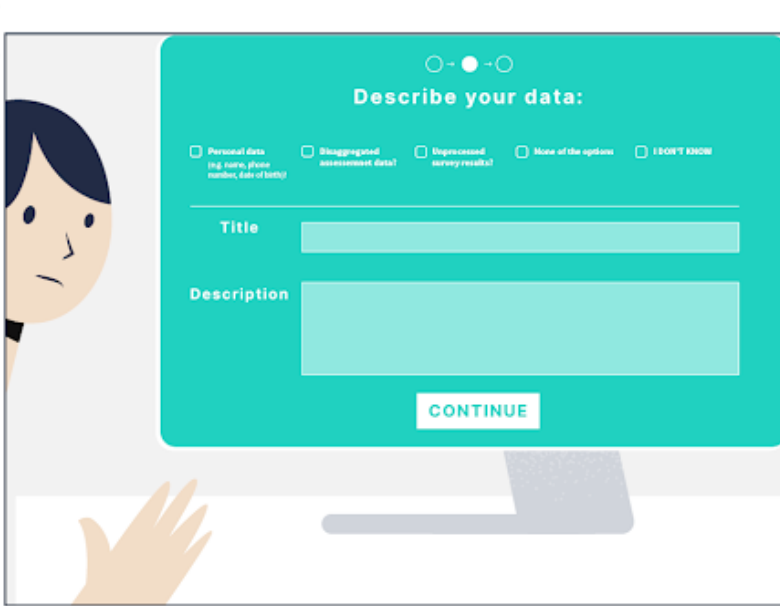 Describe your data:
Personal data
(e.g. name, phone
number, date of birth)?
Disaggregated
assessemnet data?
Unprocessed
survey results?
None of the options
I DON'T KNOW
Title
Description
CONTINUE